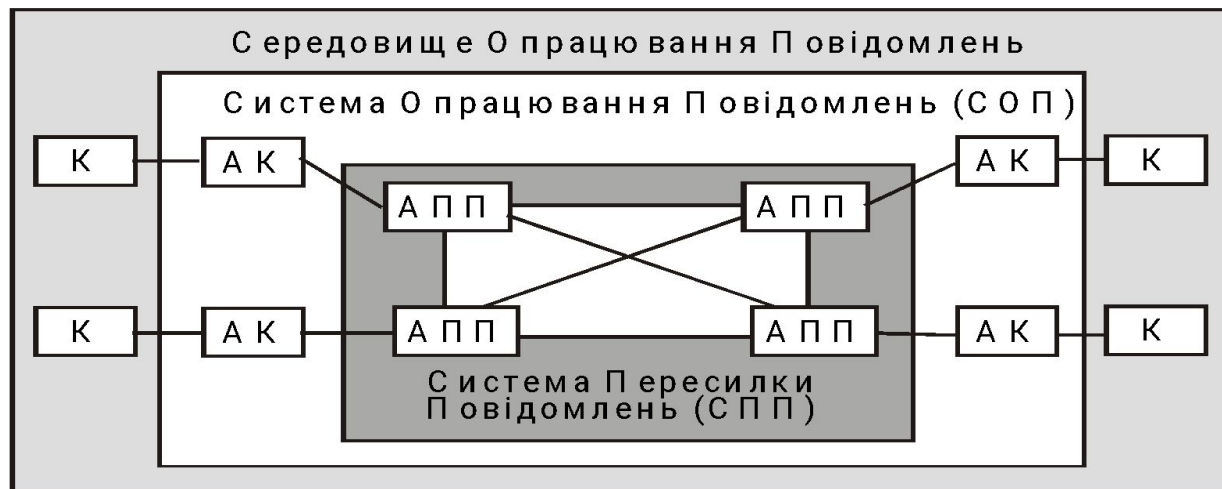 Середовище Опрацювання Повідомлень
Система Опрацювання Повідомлень (СОП)
К
АК
АК
К
АПП
АПП
К
АК
АПП
АПП
АК
К
Система Пересилки
Повідомлень (СПП)